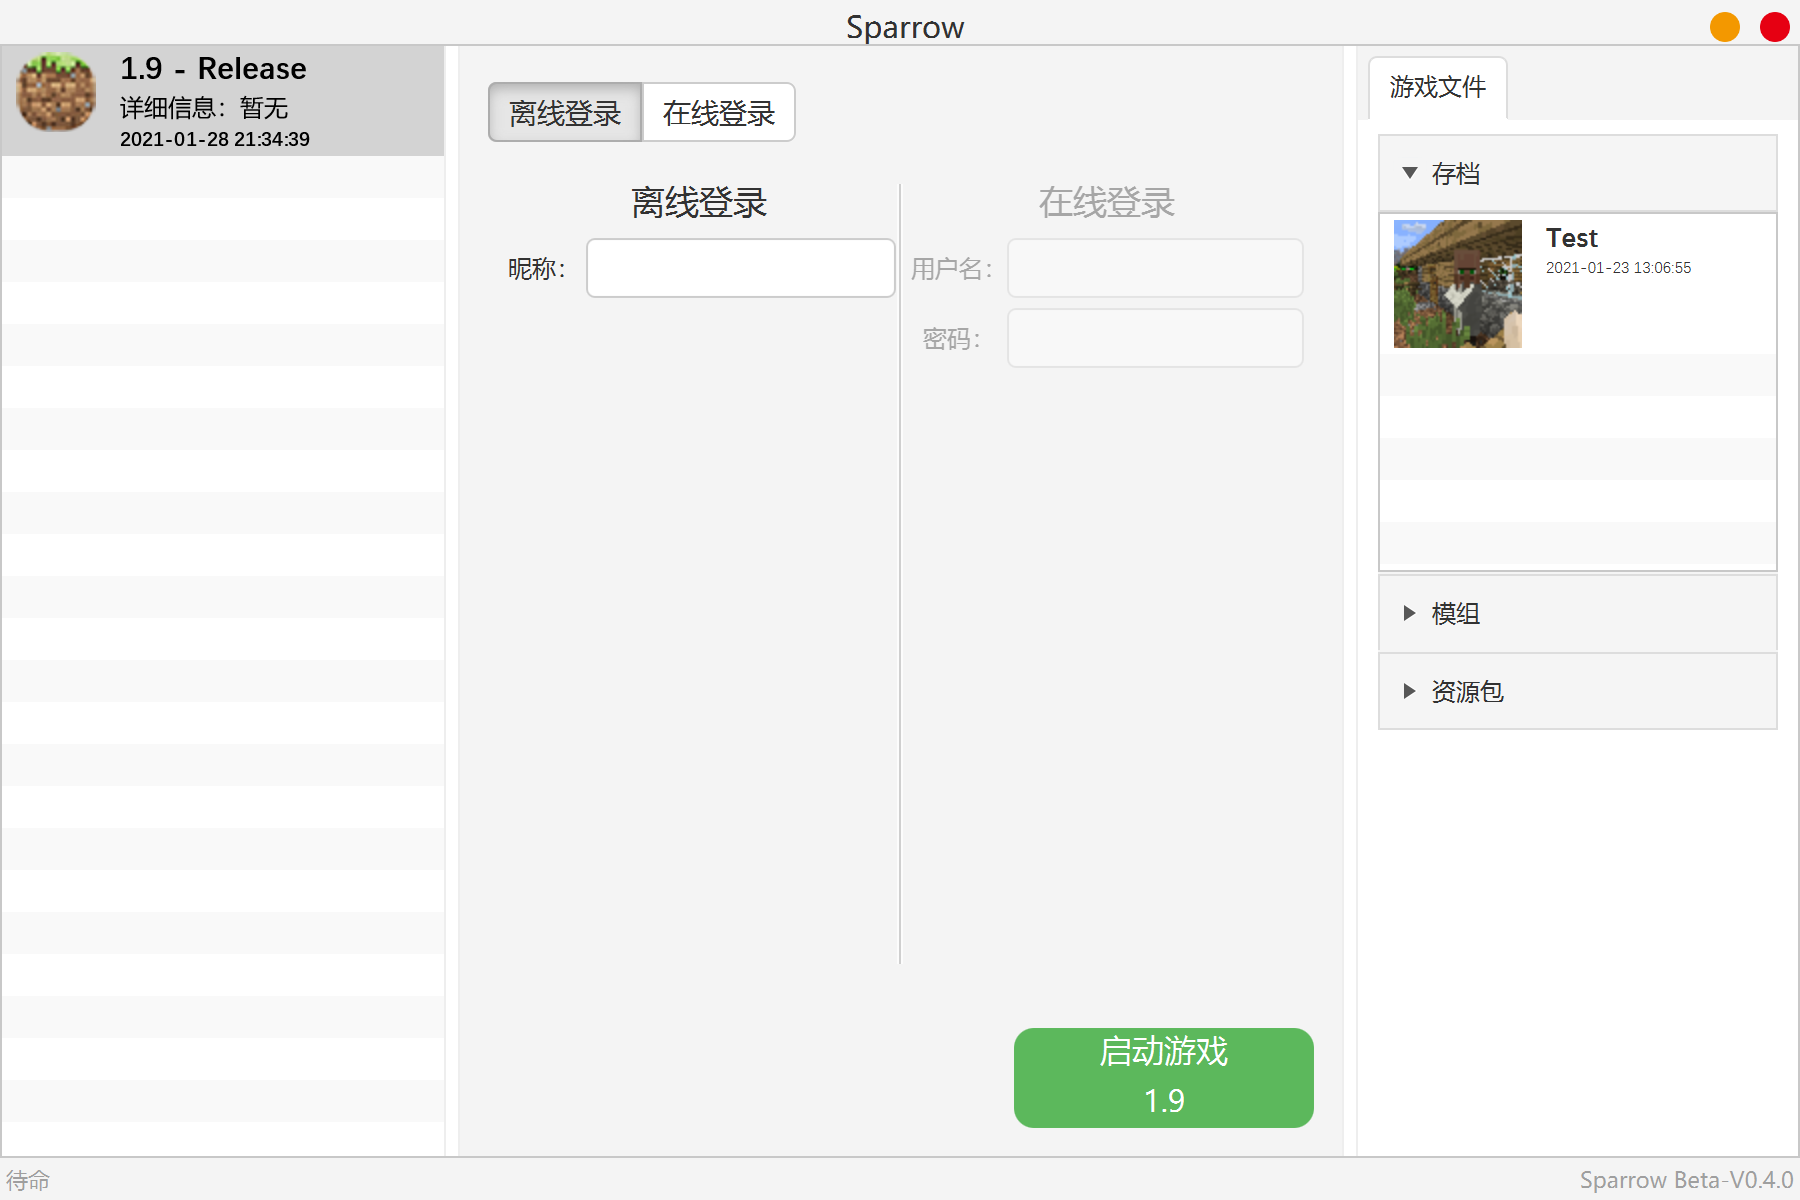 Sparrow
1.9 - Release
详细信息：暂无
2021-01-28 21:34:39
离线登录
在线登录
离线登录
昵称：
在线登录
用户名：
密码：
启动游戏
1.9
游戏文件
存档
Test
2021-01-23 13:06:55
模组
资源包
待命
Sparrow Beta-V0.4.0